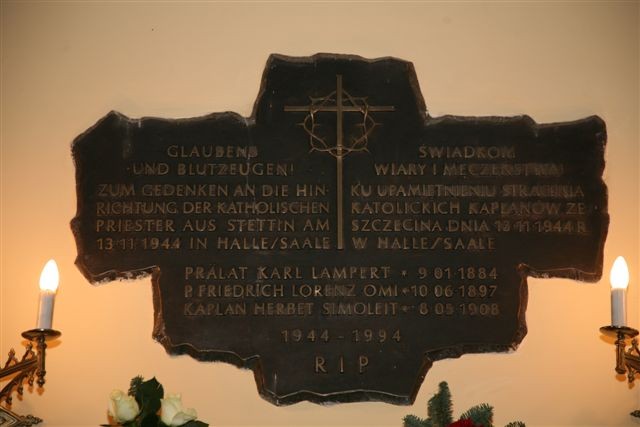 GLAUBENS
UND BLUTZEUGEN!
ZUM GEDENKEN AN DIE HIN-
RICHTUNG DER KATHOLISCHEN
PRIESTER AUS STETTIN AM
13·11·1944 IN HALLE/SAALE
ŚWIADKOM
WIARY I MĘCZEŃSTWA!
KU UPAMIĘTNIENIU STRACENIA
KATOLICKICH KAPŁANÓW ZE
SZCZECINA DNIA 13·11·1944 R
W HALLE/SAALE
PRÄLAT KARL LAMPERT * 9·01·1884
P. FRIEDRICH LORENZ OMI * 10·06·1897
KAPLAN HERBET SIMOLEIT * 8·05·1908
1944 - 1994
R I P